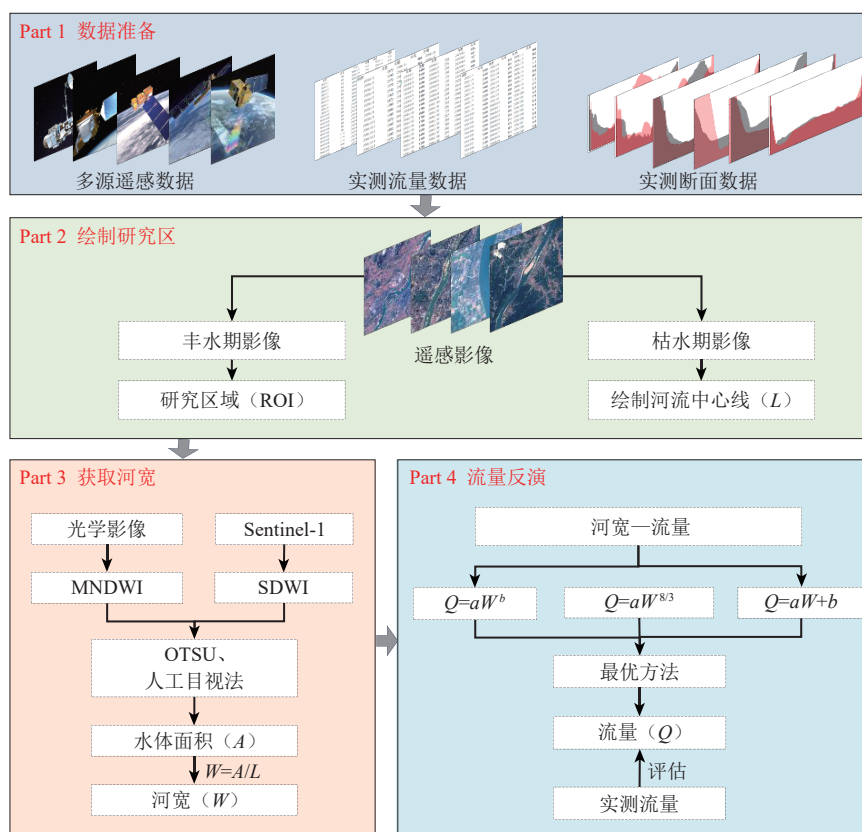 Part 1 数据准备
多源遥感数据
实测流量数据
实测断面数据
Part 2 绘制研究区
丰水期影像
遥感影像
枯水期影像
研究区域（ROI）
绘制河流中心线（L）
Part 3 获取河宽
光学影像
Sentinel-1
MNDWI
SDWI
OTSU、
人工目视法
水体面积（A）
W=A/L
河宽（W）
Part 4 流量反演
河宽—流量
Q=aW^b
Q=aW^8/3
Q=aW+b
最优方法
流量（Q）
评估
实测流量